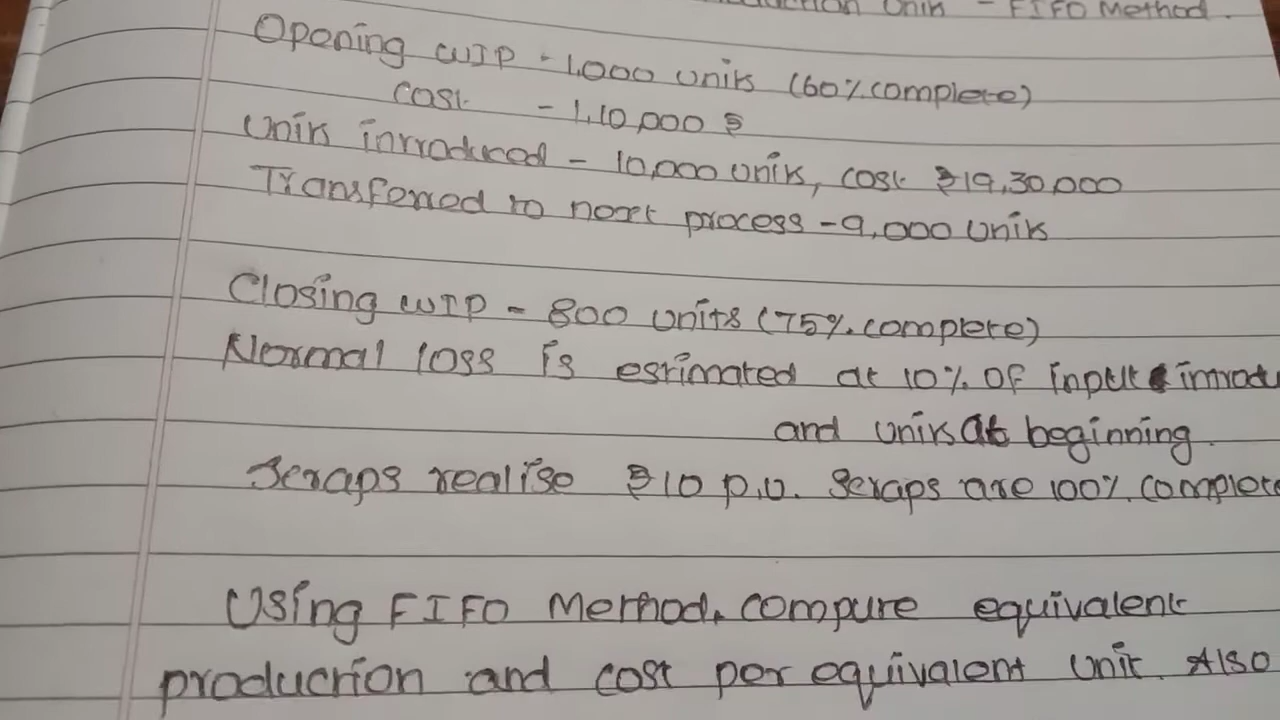 Unit - FIFO Method.
Opening WIP - 1,000 units (60% complete)
Cost - 1,10,000 ₹
Units introduced - 10,000 units, cost ₹19,30,000
Transferred to next process - 9,000 units
Closing WIP - 800 units (75% complete)
Normal loss is estimated at 10% of input introdu
and units at beginning.
Scraps realise ₹10 p.u. Scraps are 100% complete
Using FIFO Method, compute equivalent
production and cost per equivalent unit. Also